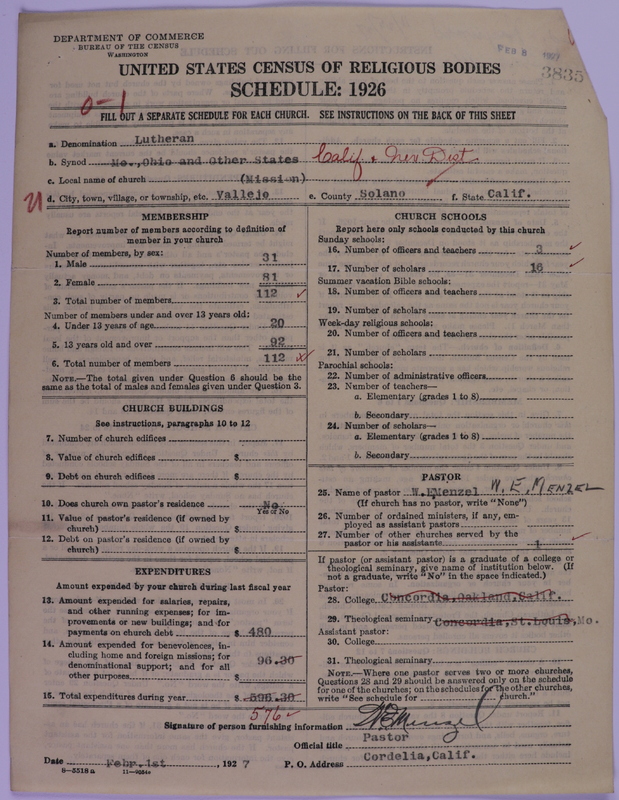 DEPARTMENT OF COMMERCE
BUREAU OF THE CENSUS
WASHINGTON
FEB 8 1927
3835
UNITED STATES CENSUS OF RELIGIOUS BODIES
SCHEDULE: 1926
0-1
FILL OUT A SEPARATE SCHEDULE FOR EACH CHURCH. SEE INSTRUCTIONS ON THE BACK OF THIS SHEET
a. Denomination Lutheran
b. Synod Mo.,Ohio and Other States Calif. + Nev Dist
c. Local name of church (Mission)
21 d. City, town, village, or township, etc. Vallejo e. County Solano f. State Calif.
MEMBERSHIP
Report number of members according to definition of
member in your church
Number of members, by sex:
1. Male 31
2. Female 81
3. Total number of members 112
Number of members under and over 13 years old:
4. Under 13 years of age 20
5. 13 years old and over 92
6. Total number of members 112
NOTE.—The total given under Question 6 should be the
same as the total of males and females given under Question 3.
CHURCH BUILDINGS
See instructions, paragraphs 10 to 12
7. Number of church edifices
8. Value of church edifices $
9. Debt on church edifices $
10. Does church own pastor's residence No
Yes or No
11. Value of pastor's residence (if owned by
church) $
12. Debt on pastor's residence (if owned by
church) $
EXPENDITURES
Amount expended by your church during last fiscal year
13. Amount expended for salaries, repairs,
and other running expenses; for im-
provements or new buildings; and for
payments on church debt $ 480
14. Amount expended for benevolences, in-
cluding home and foreign missions; for
denominational support; and for all
other purposes $ 96.30
15. Total expenditures during year $ 596.30
576
CHURCH SCHOOLS
Report here only schools conducted by this church
Sunday schools:
16. Number of officers and teachers 3
17. Number of scholars 16
Summer vacation Bible schools:
18. Number of officers and teachers
19. Number of scholars
Week-day religious schools:
20. Number of officers and teachers
21. Number of scholars
Parochial schools:
22. Number of administrative officers
23. Number of teachers—
a. Elementary (grades 1 to 8)
b. Secondary
24. Number of scholars—
a. Elementary (grades 1 to 8)
b. Secondary
PASTOR
25. Name of pastor W.EMenzel W. E. MENZEL
(If church has no pastor, write "None")
26. Number of ordained ministers, if any, em-
ployed as assistant pastors
27. Number of other churches served by the
pastor or his assistants 1
If pastor (or assistant pastor) is a graduate of a college or
theological seminary, give name of institution below. (If
not a graduate, write "No" in the space indicated.)
Pastor:
28. College Concordia,Oakland,Calif.
29. Theological seminary Concordia,St.Louis,Mo.
Assistant pastor:
30. College
31. Theological seminary
NOTE.—Where one pastor serves two or more churches,
Questions 28 and 29 should be answered only on the schedule
for one of the churches; on the schedules for the other churches,
write "See schedule for church."
Signature of person furnishing information WEMenzel
Official title Pastor
Date Febr.1st, 1927 P. O. Address Cordelia,Calif.
8—5518a